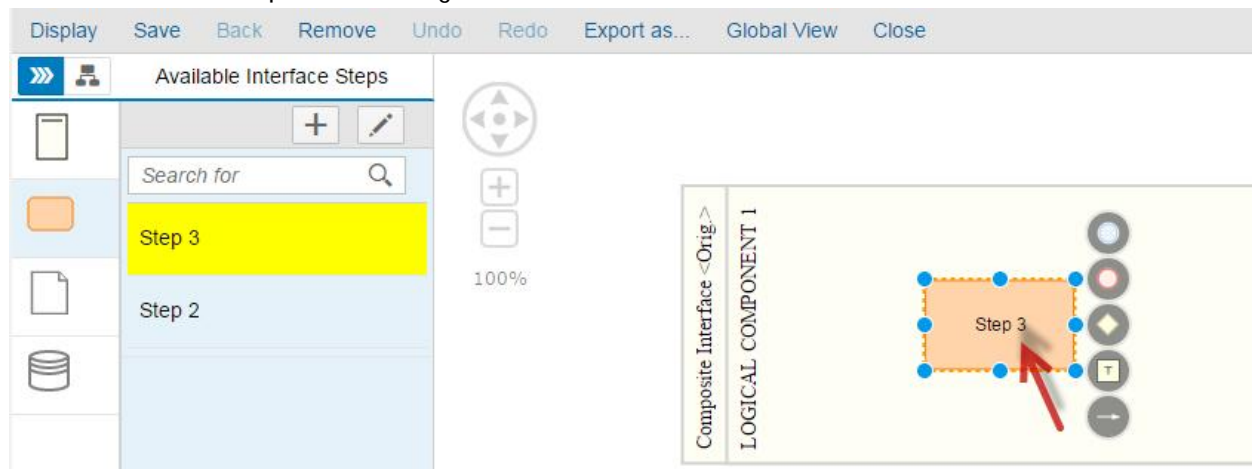 Display Save Back Remove Undo Redo Export as... Global View Close
Available Interface Steps
Search for
Step 3
Step 2
100%
Composite Interface <Orig.>
LOGICAL COMPONENT 1
Step 3
T